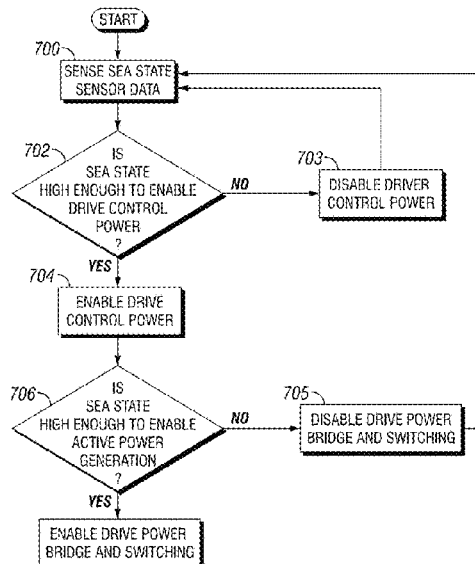 START
700
SENSE SEA STATE
SENSOR DATA
702
IS
SEA STATE
HIGH ENOUGH TO ENABLE
DRIVE CONTROL
POWER
?
NO
703
DISABLE DRIVER
CONTROL POWER
YES
704
ENABLE DRIVE
CONTROL POWER
706
IS
SEA STATE
HIGH ENOUGH TO ENABLE
ACTIVE POWER
GENERATION
?
NO
705
DISABLE DRIVE POWER
BRIDGE AND SWITCHING
YES
ENABLE DRIVE POWER
BRIDGE AND SWITCHING